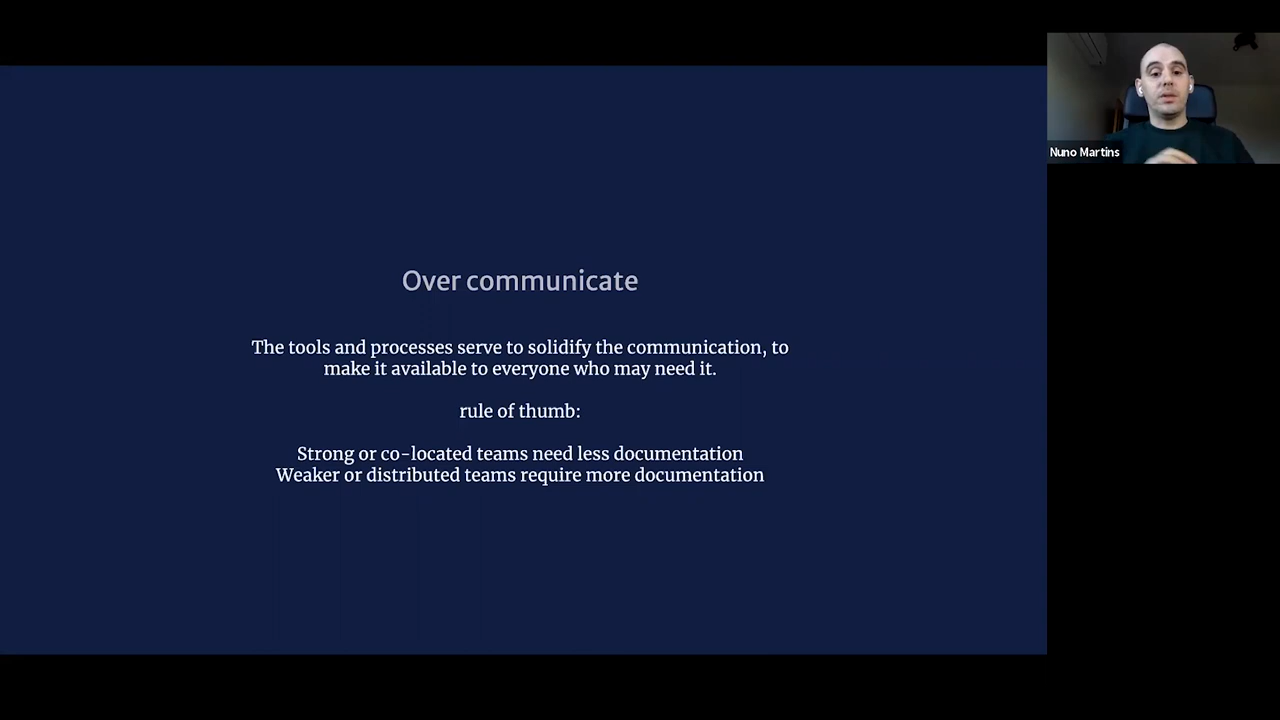 Over communicate
The tools and processes serve to solidify the communication, to
make it available to everyone who may need it.
rule of thumb:
Strong or co-located teams need less documentation
Weaker or distributed teams require more documentation
Nuno Martins